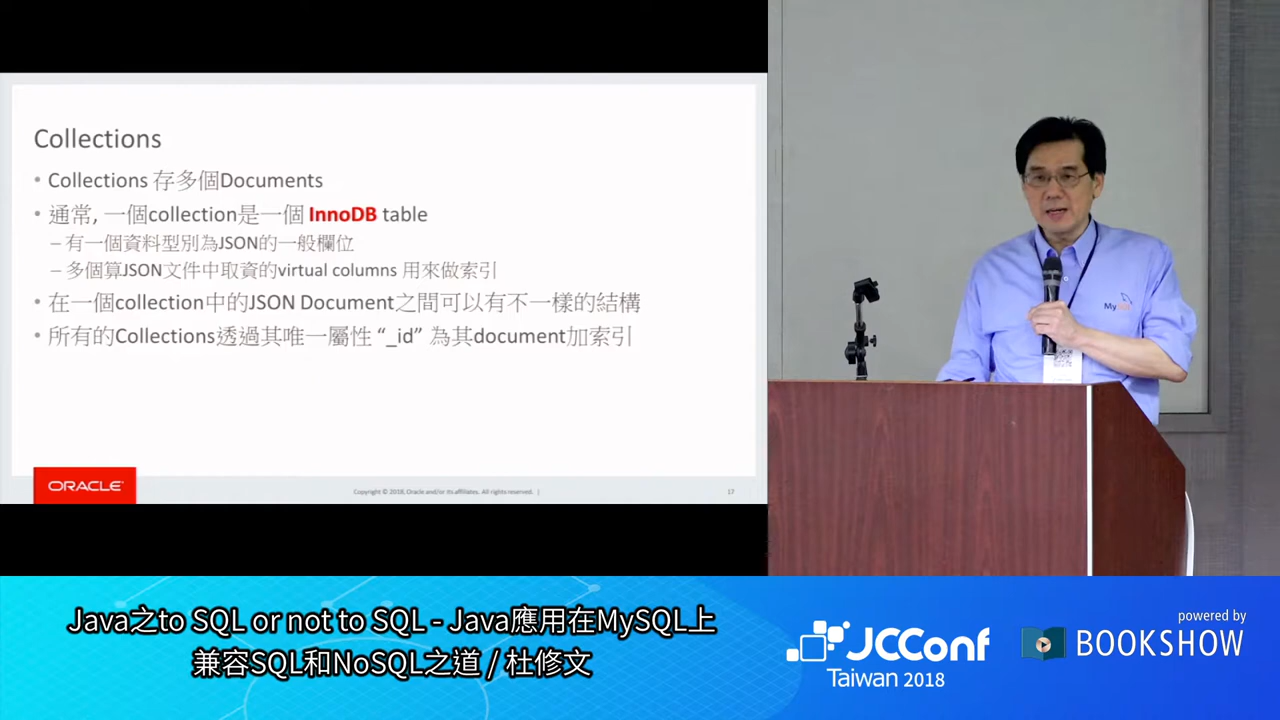 Collections
• Collections 存多個Documents
• 通常, 一個collection是一個 InnoDB table
– 有一個資料型別為JSON的一般欄位
– 多個算JSON文件中取資的virtual columns 用來做索引
• 在一個collection中的JSON Document之間可以有不一樣的結構
• 所有的Collections透過其唯一屬性 “_id” 為其document加索引
ORACLE
Copyright © 2018, Oracle and/or its affiliates. All rights reserved. |
17
My
Java之to SQL or not to SQL - Java應用在MySQL上
兼容SQL和NoSQL之道 / 杜修文
JCConf
Taiwan 2018
powered by
BOOKSHOW